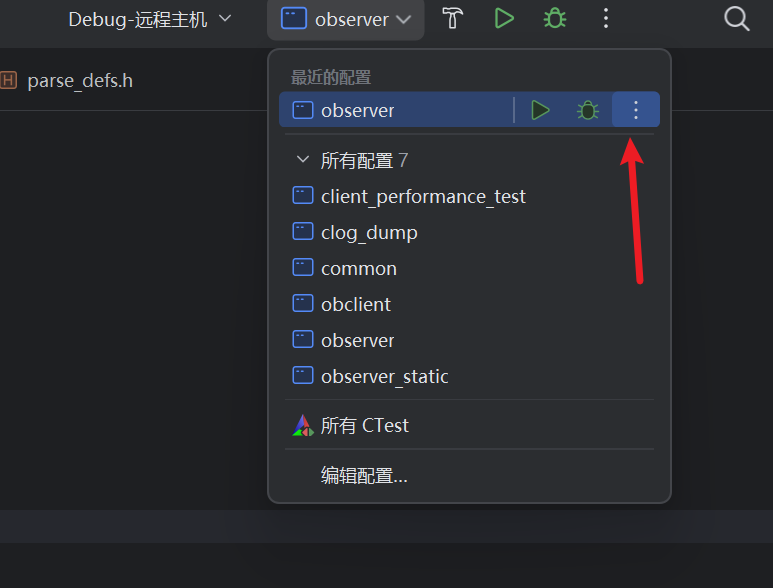 Debug-远程主机
observer
H parse_defs.h
最近的配置
observer
所有配置 7
client_performance_test
clog_dump
common
obclient
observer
observer_static
所有 CTest
编辑配置...